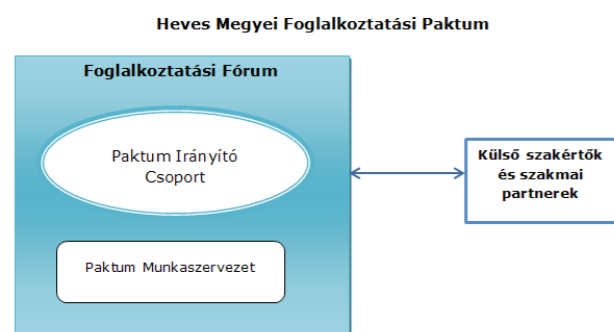 Heves Megyei Foglalkoztatási Paktum
Foglalkoztatási Fórum
Paktum Irányító
Csoport
Paktum Munkaszervezet
Külső szakértők
és szakmai
partnerek